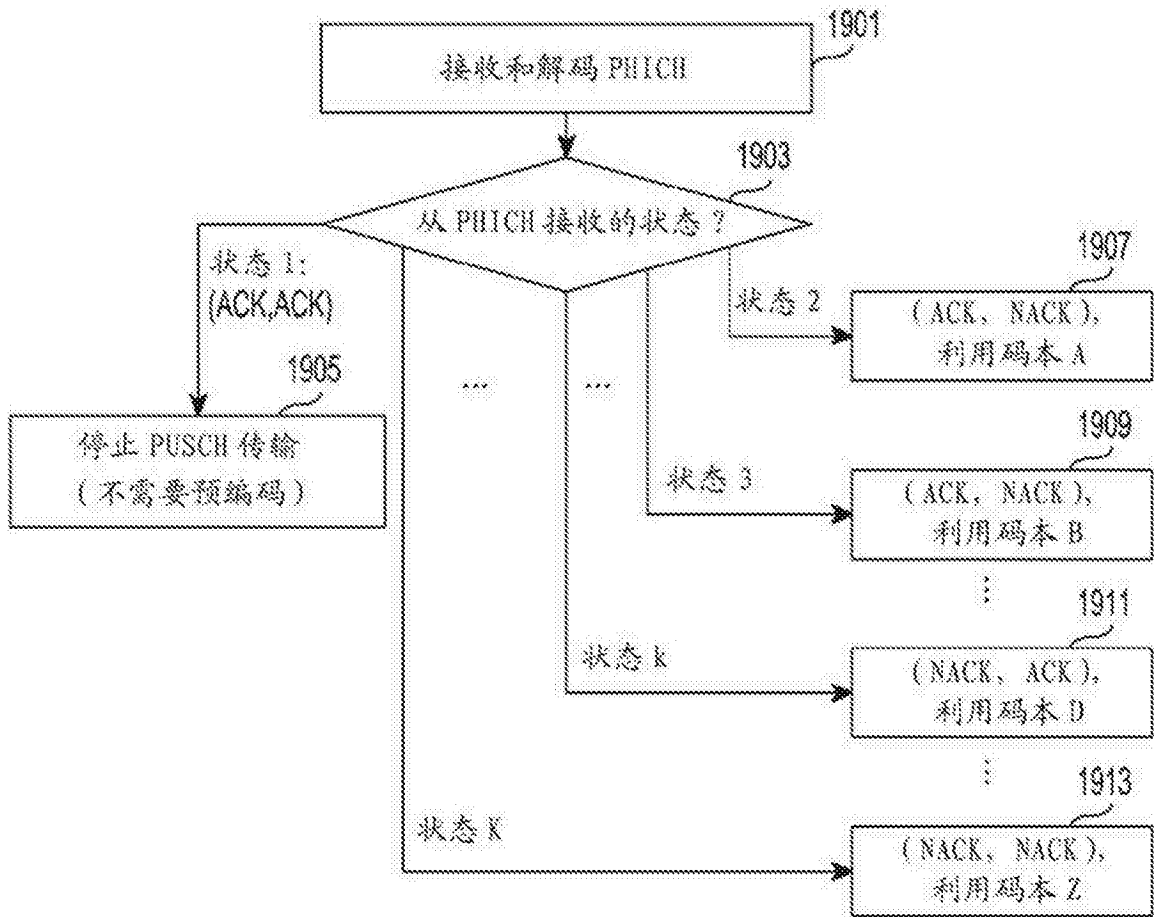 1901
接收和解码 PHICH
1903
从 PHICH 接收的状态？
状态 1:
(ACK,ACK)
1905
停止 PUSCH 传输
（不需要预编码）
状态 2
1907
(ACK、NACK),
利用码本 A
...
...
状态 3
1909
(ACK、NACK),
利用码本 B
...
状态 k
1911
(NACK、ACK),
利用码本 D
...
状态 K
1913
(NACK、NACK),
利用码本 Z